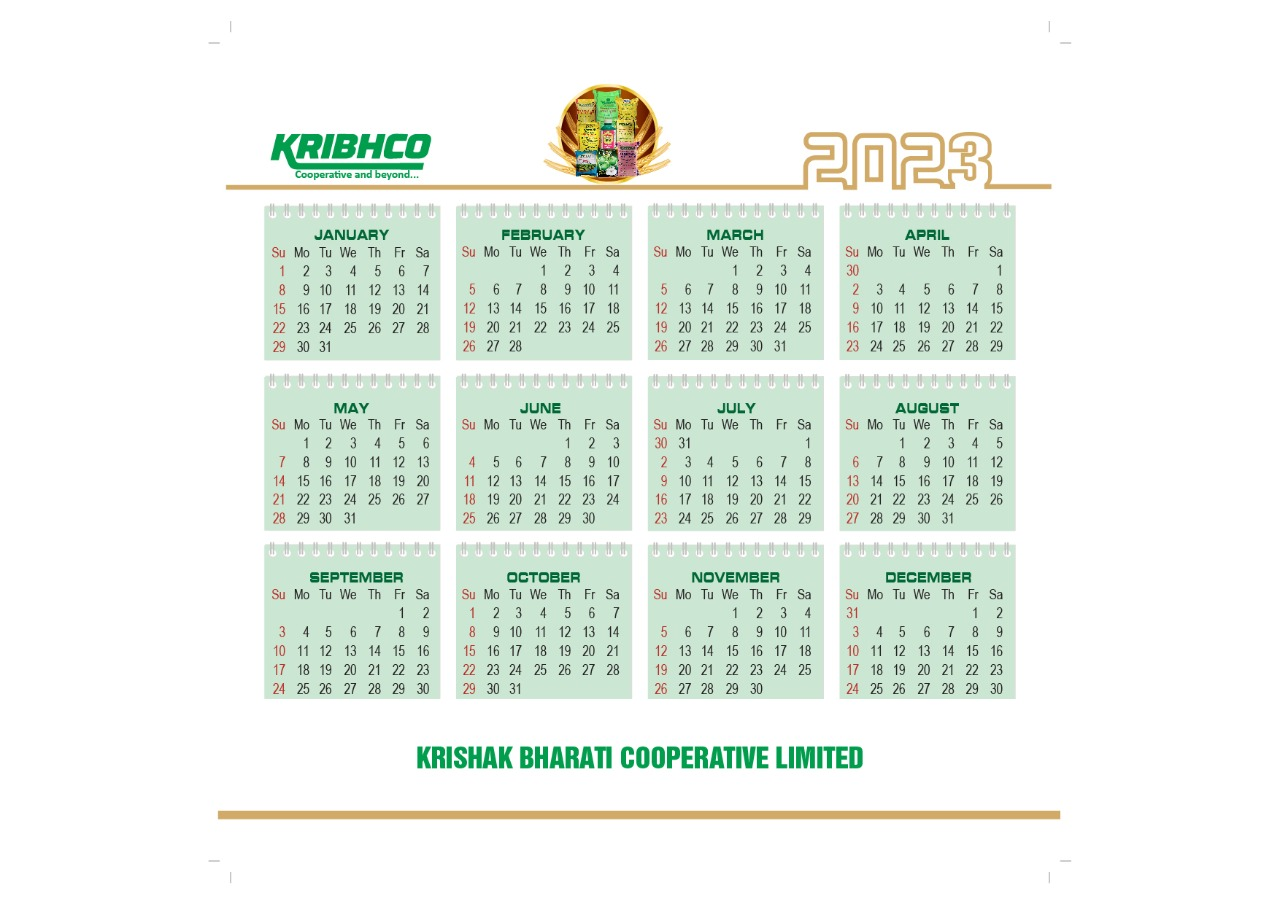 KRIBHCO
Cooperative and beyond...
2023
JANUARY
Su Mo Tu We Th Fr Sa
1 2 3 4 5 6 7
8 9 10 11 12 13 14
15 16 17 18 19 20 21
22 23 24 25 26 27 28
29 30 31
FEBRUARY
Su Mo Tu We Th Fr Sa
1 2 3 4
5 6 7 8 9 10 11
12 13 14 15 16 17 18
19 20 21 22 23 24 25
26 27 28
MARCH
Su Mo Tu We Th Fr Sa
1 2 3 4
5 6 7 8 9 10 11
12 13 14 15 16 17 18
19 20 21 22 23 24 25
26 27 28 29 30 31
APRIL
Su Mo Tu We Th Fr Sa
30 1
2 3 4 5 6 7 8
9 10 11 12 13 14 15
16 17 18 19 20 21 22
23 24 25 26 27 28 29
MAY
Su Mo Tu We Th Fr Sa
1 2 3 4 5 6
7 8 9 10 11 12 13
14 15 16 17 18 19 20
21 22 23 24 25 26 27
28 29 30 31
JUNE
Su Mo Tu We Th Fr Sa
1 2 3
4 5 6 7 8 9 10
11 12 13 14 15 16 17
18 19 20 21 22 23 24
25 26 27 28 29 30
JULY
Su Mo Tu We Th Fr Sa
30 31 1
2 3 4 5 6 7 8
9 10 11 12 13 14 15
16 17 18 19 20 21 22
23 24 25 26 27 28 29
AUGUST
Su Mo Tu We Th Fr Sa
1 2 3 4 5
6 7 8 9 10 11 12
13 14 15 16 17 18 19
20 21 22 23 24 25 26
27 28 29 30 31
SEPTEMBER
Su Mo Tu We Th Fr Sa
1 2
3 4 5 6 7 8 9
10 11 12 13 14 15 16
17 18 19 20 21 22 23
24 25 26 27 28 29 30
OCTOBER
Su Mo Tu We Th Fr Sa
1 2 3 4 5 6 7
8 9 10 11 12 13 14
15 16 17 18 19 20 21
22 23 24 25 26 27 28
29 30 31
NOVEMBER
Su Mo Tu We Th Fr Sa
1 2 3 4
5 6 7 8 9 10 11
12 13 14 15 16 17 18
19 20 21 22 23 24 25
26 27 28 29 30
DECEMBER
Su Mo Tu We Th Fr Sa
31 1 2
3 4 5 6 7 8 9
10 11 12 13 14 15 16
17 18 19 20 21 22 23
24 25 26 27 28 29 30
KRISHAK BHARATI COOPERATIVE LIMITED